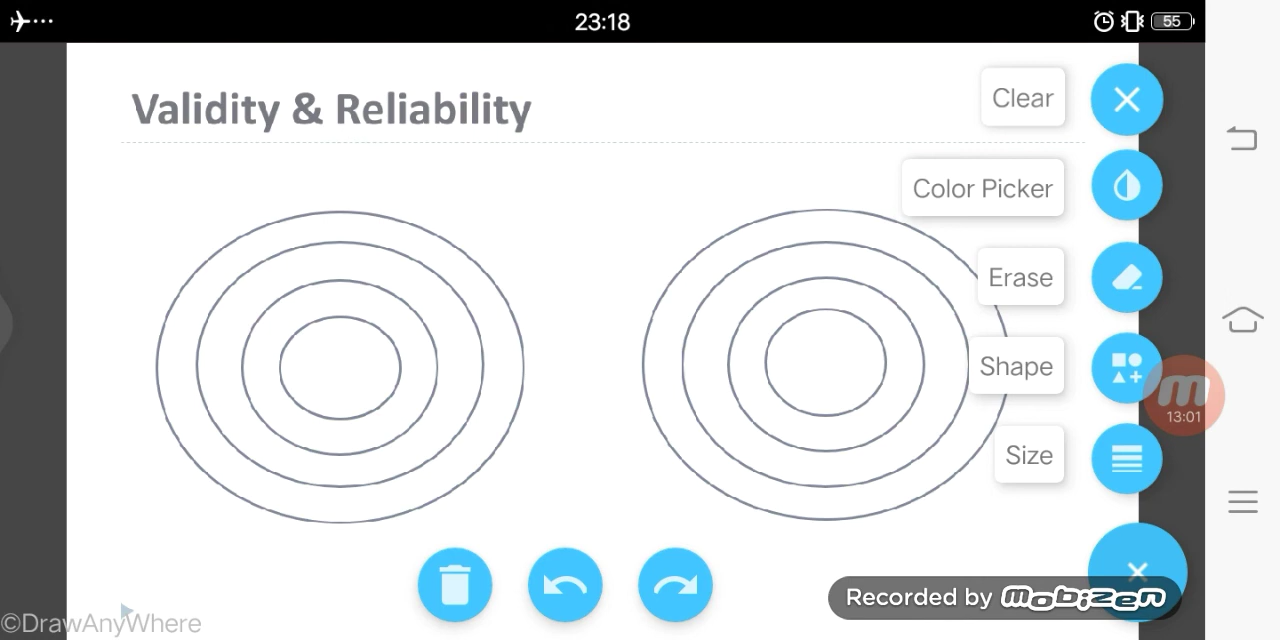 23:18
55
Validity & Reliability
Clear
Color Picker
Erase
Shape
13:01
Size
Recorded by Mobizen
©DrawAnyWhere